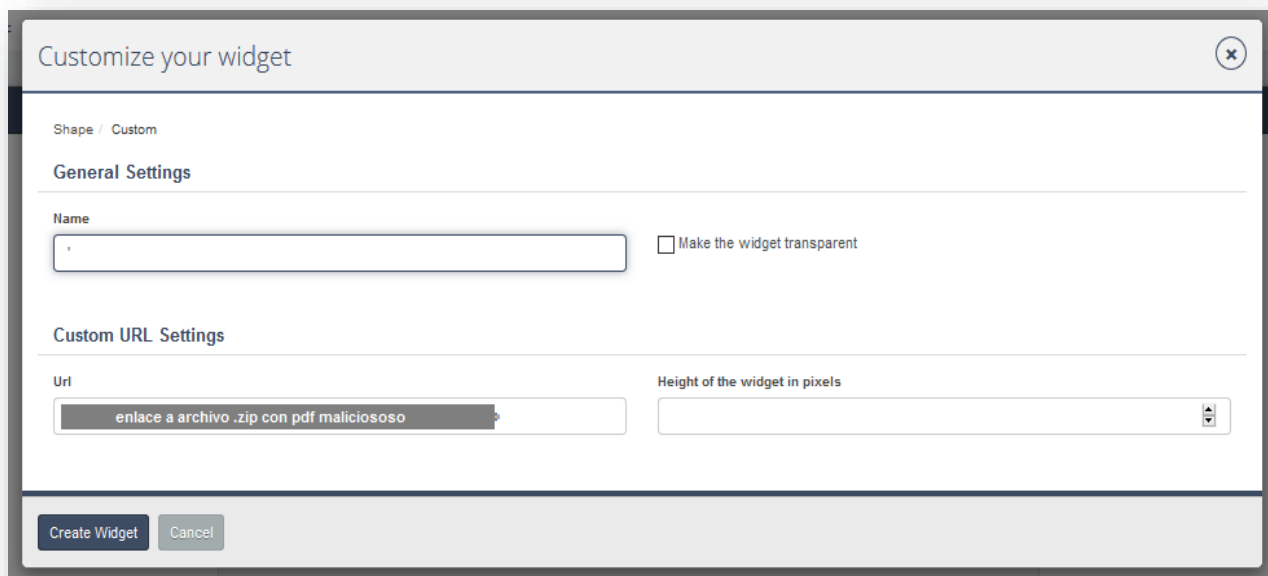 Customize your widget
Shape / Custom
General Settings
Name
'
Make the widget transparent
Custom URL Settings
Url
Height of the widget in pixels
enlace a archivo .zip con pdf maliciososo
Create Widget
Cancel